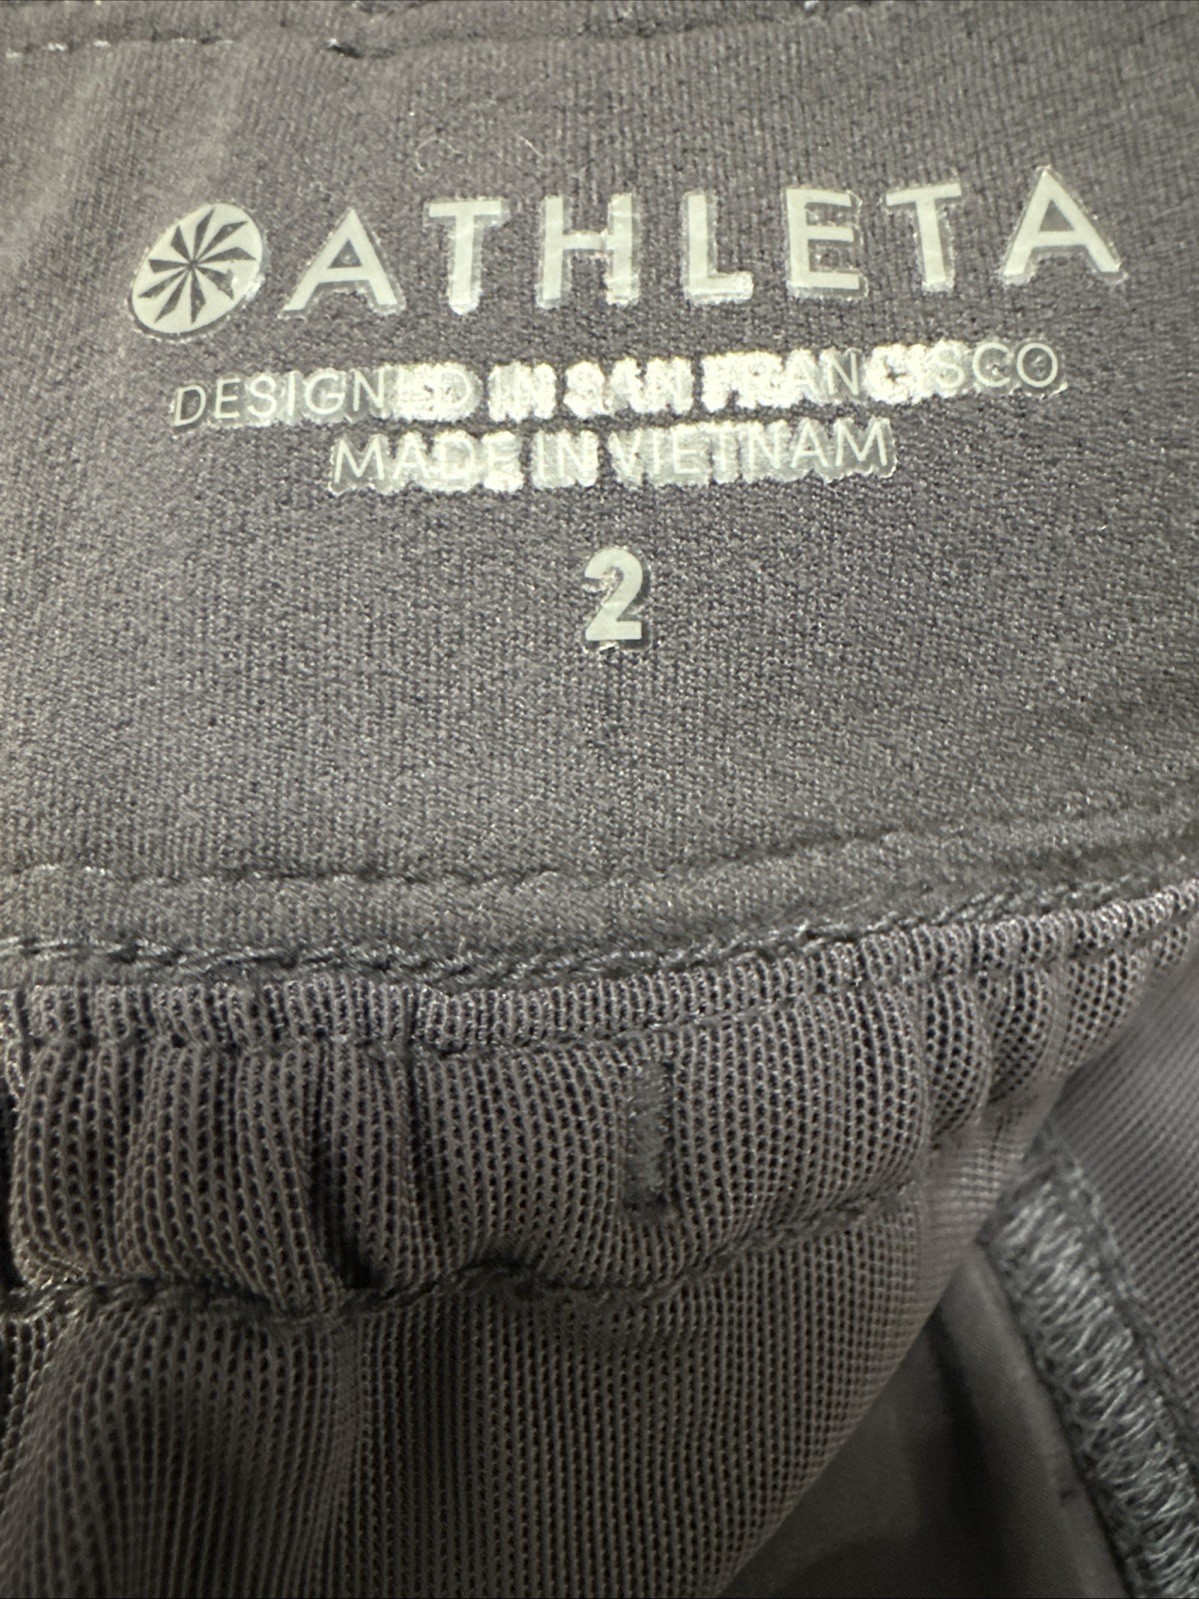 ATHLETA
DESIGNED IN SAN FRANCISCO
MADE IN VIETNAM
2